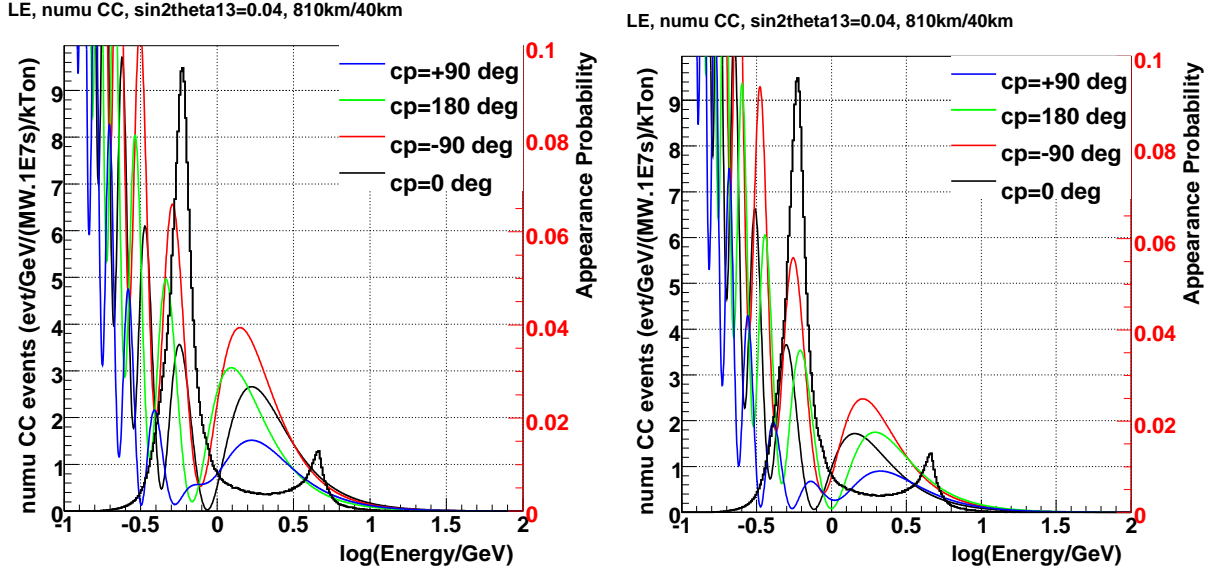 LE, numu CC, sin2theta13=0.04, 810km/40km
numu CC events (evt/GeV/(MW.1E7s)/kTon)
9
8
7
6
5
4
3
2
1
0
-1
-0.5
0
0.5
1
1.5
2
log(Energy/GeV)
cp=+90 deg
cp=180 deg
cp=-90 deg
cp=0 deg
0.1
0.08
0.06
0.04
0.02
0
Appearance Probability
LE, numu CC, sin2theta13=0.04, 810km/40km
numu CC events (evt/GeV/(MW.1E7s)/kTon)
9
8
7
6
5
4
3
2
1
0
-1
-0.5
0
0.5
1
1.5
2
log(Energy/GeV)
cp=+90 deg
cp=180 deg
cp=-90 deg
cp=0 deg
0.1
0.08
0.06
0.04
0.02
0
Appearance Probability